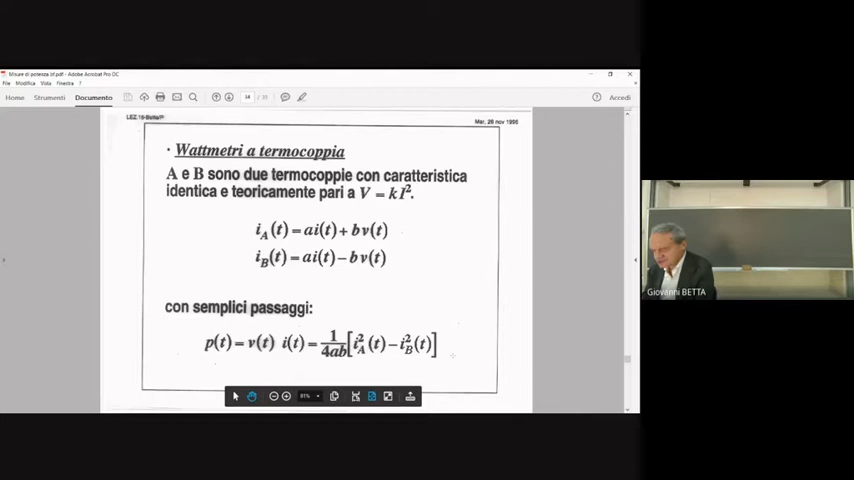 Misure di potenza bf.pdf - Adobe Acrobat Pro DC
File Modifica Vista Finestra ?
Home Strumenti Documento 14 Accedi
Mar, 26 nov 1996
· Wattmetri a termocoppia
A e B sono due termocoppie con caratteristica
identica e teoricamente pari a V = kI².
i_A(t) = ai(t) + bv(t)
i_B(t) = ai(t) − bv(t)
con semplici passaggi:
p(t) = v(t) i(t) = 1/4ab [i_A²(t) − i_B²(t)]
81%
Giovanni BETTA